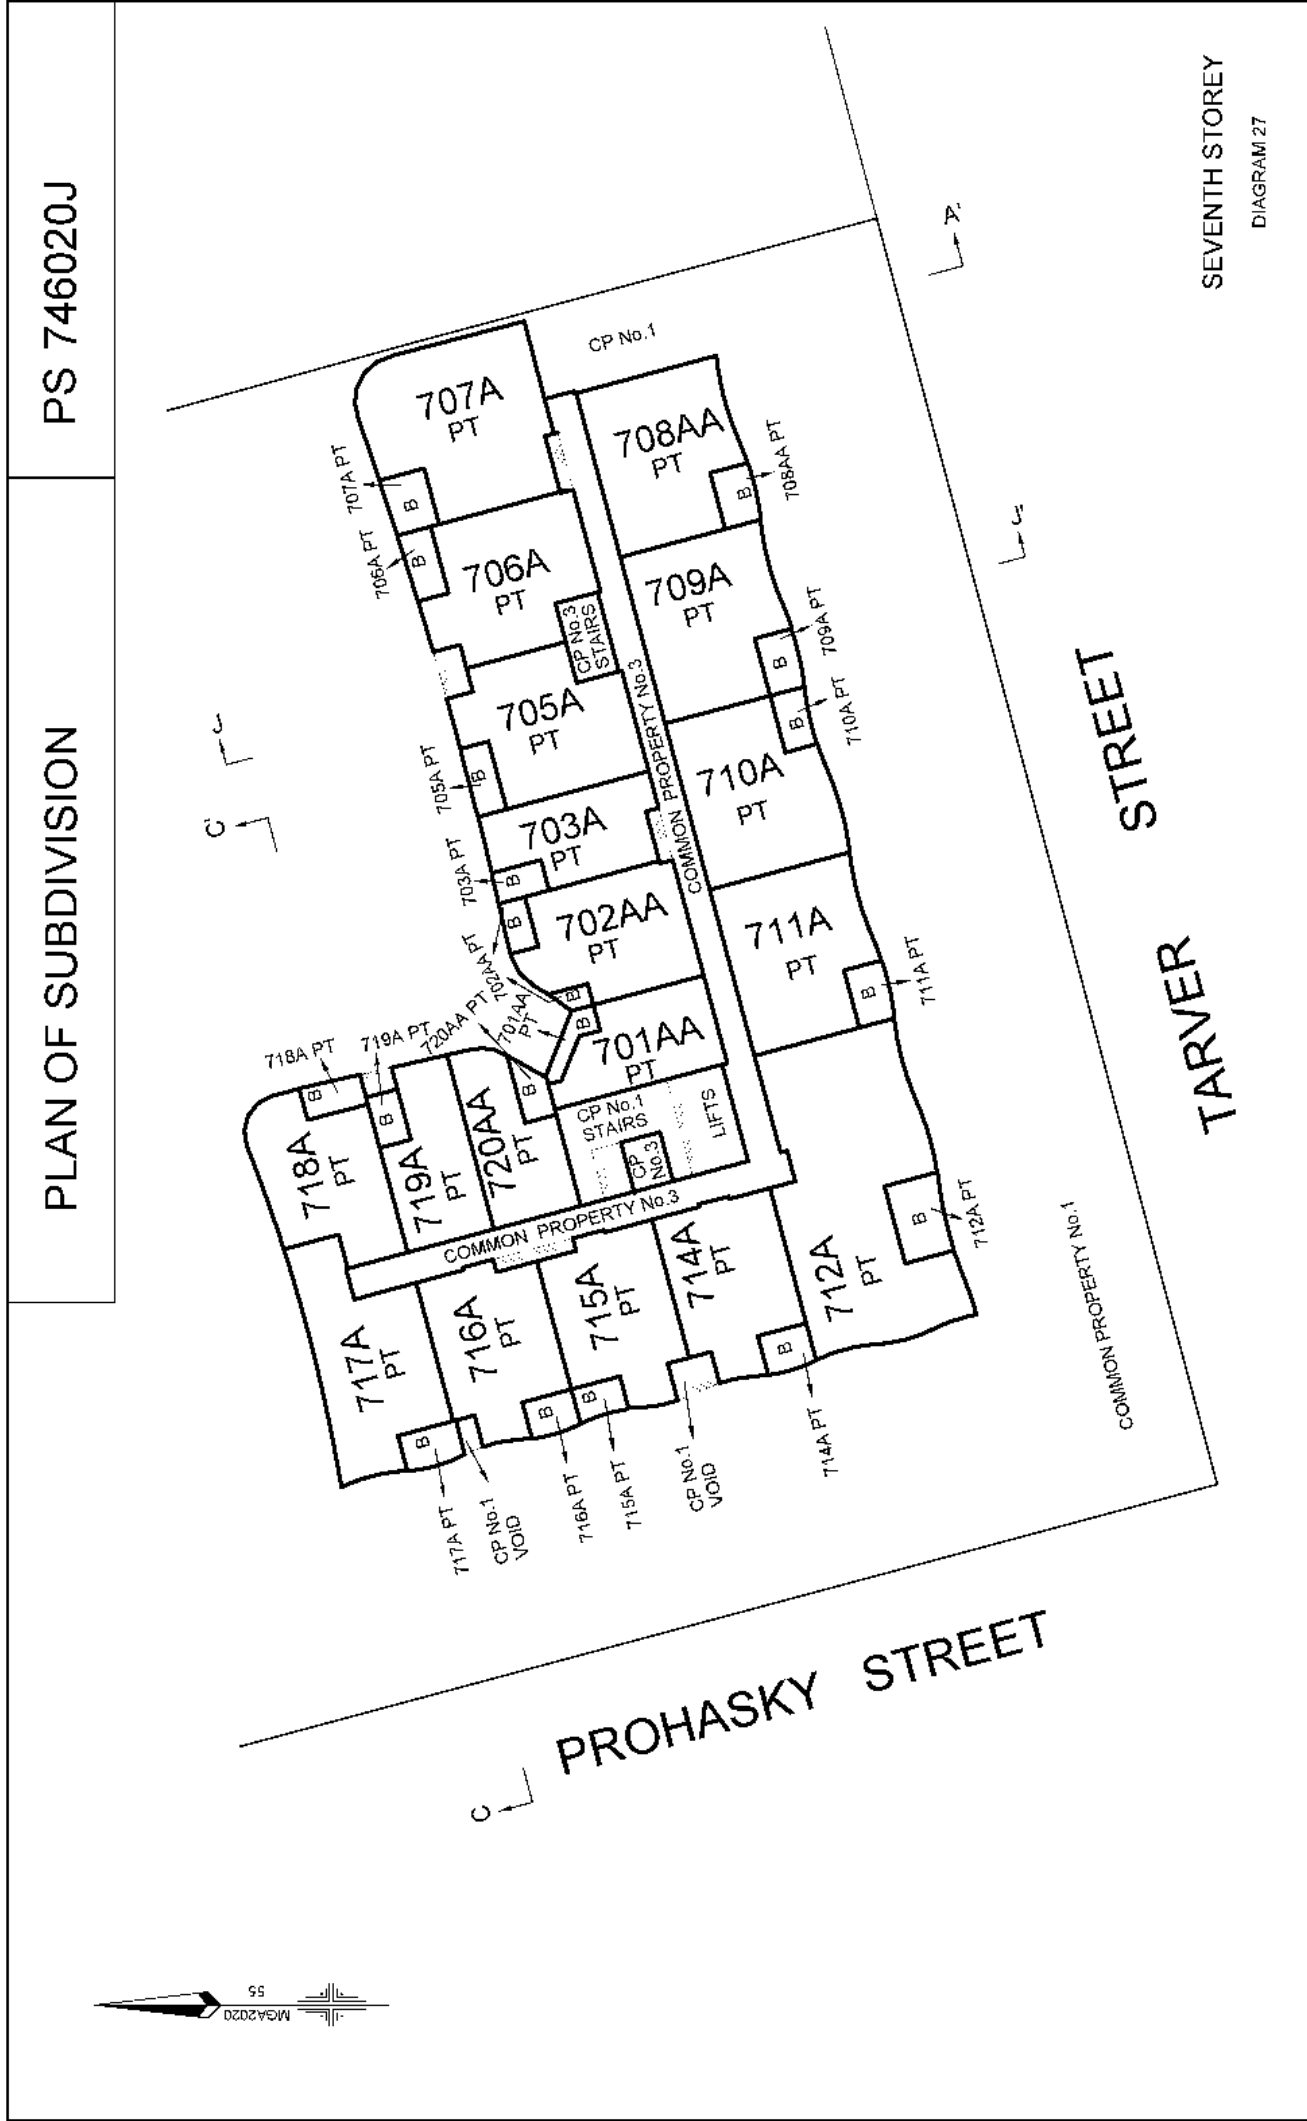 PLAN OF SUBDIVISION
PS 746020J
MGA2020
55
C'
J
718A PT
719A PT
720AA PT
701AA
PT
702AA PT
703A PT
705A PT
706A PT
707A PT
718A
PT
B
719A
PT
B
720AA
PT
B
701AA
PT
B
702AA
PT
B
B
703A
PT
B
705A
PT
B
706A
PT
B
707A
PT
B
CP No.1
CP No.1
STAIRS
CP
No.3
LIFTS
CP No.3
STAIRS
COMMON PROPERTY No.3
COMMON PROPERTY No.3
717A
PT
B
716A
PT
B
715A
PT
B
714A
PT
B
712A
PT
B
711A
PT
B
710A
PT
B
709A
PT
B
708AA
PT
B
717A PT
CP No.1
VOID
716A PT
715A PT
CP No.1
VOID
714A PT
712A PT
711A PT
710A PT
709A PT
708AA PT
COMMON PROPERTY No.1
C
A'
PROHASKY STREET
TARVER STREET
SEVENTH STOREY
DIAGRAM 27